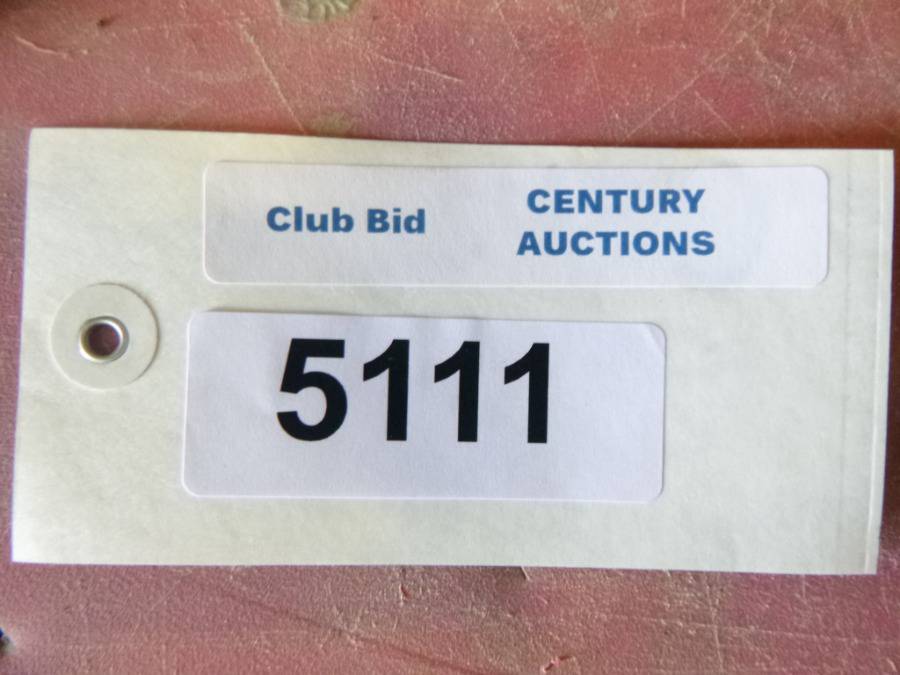 Club Bid
CENTURY
AUCTIONS
5111